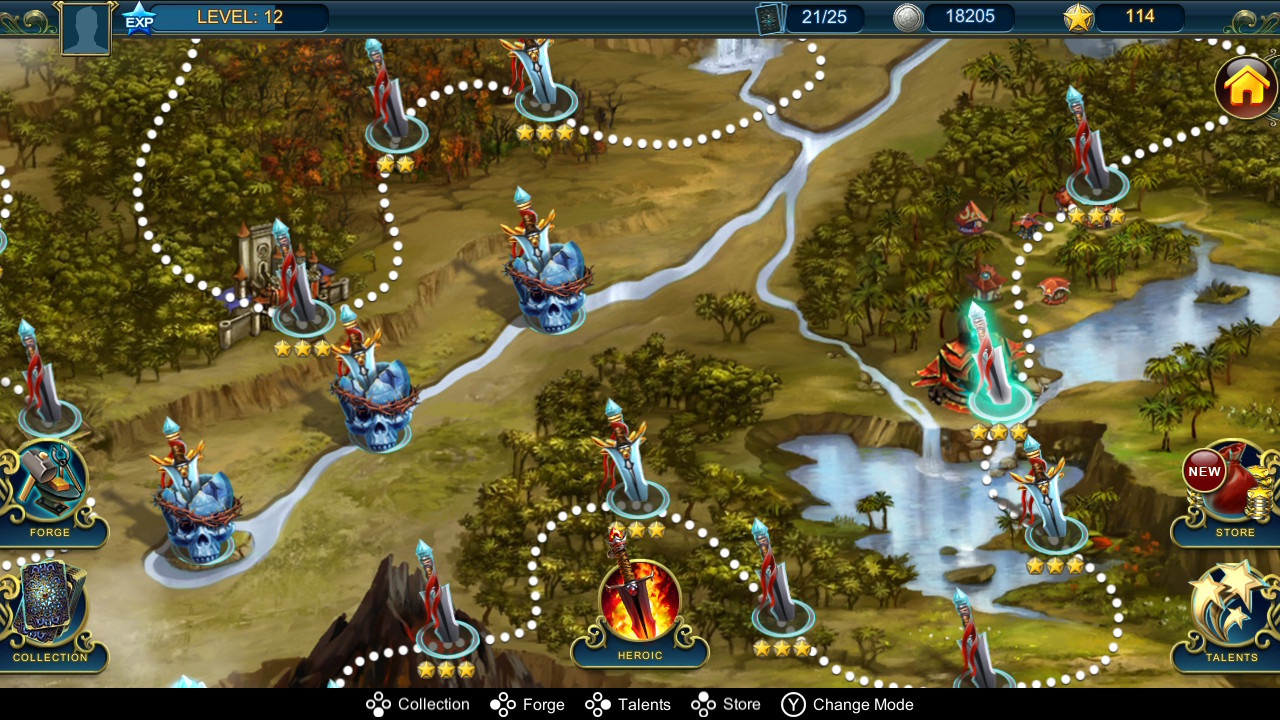 EXP
LEVEL: 12
21/25
18205
114
FORGE
NEW
STORE
COLLECTION
HEROIC
TALENTS
Collection
Forge
Talents
Store
Y Change Mode